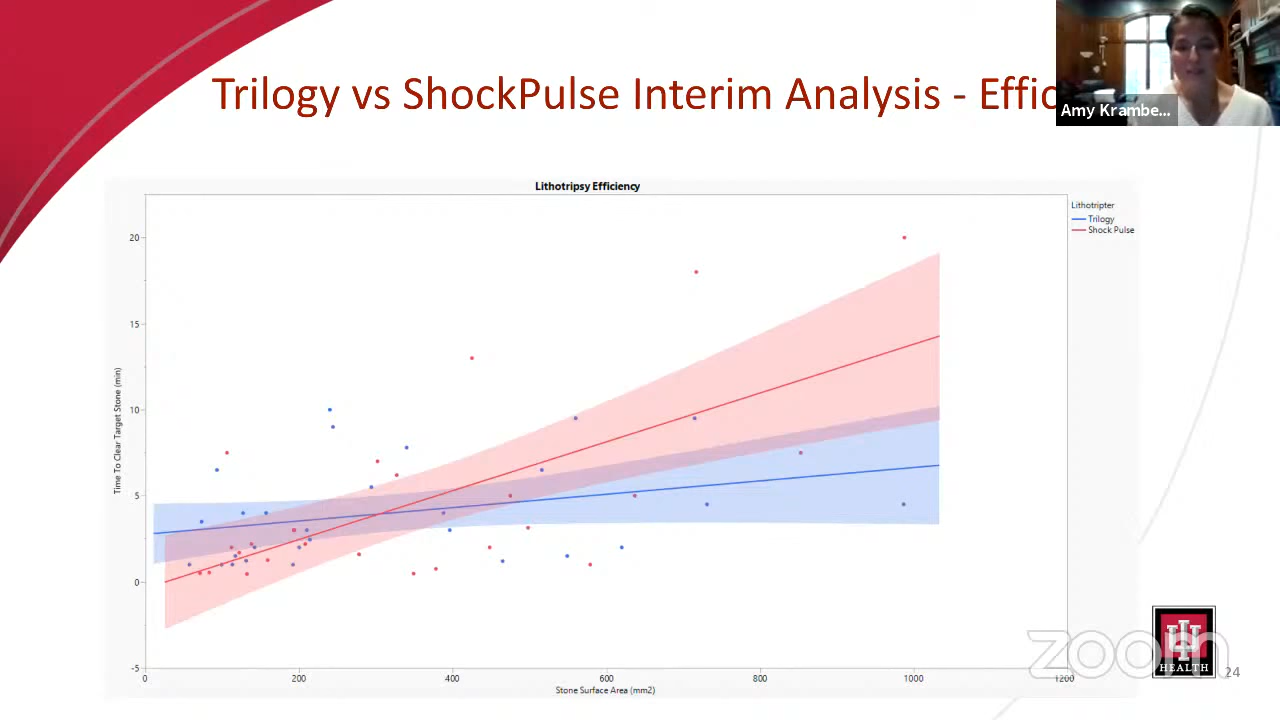 Trilogy vs ShockPulse Interim Analysis - Effic
Amy Krambe...
Lithotripsy Efficiency
Lithotripter
Trilogy
Shock Pulse
Time To Clear Target Stone (min)
20
15
10
5
0
-5
0 200 400 600 800 1000 1200
Stone Surface Area (mm2)
zoom
HEALTH
24